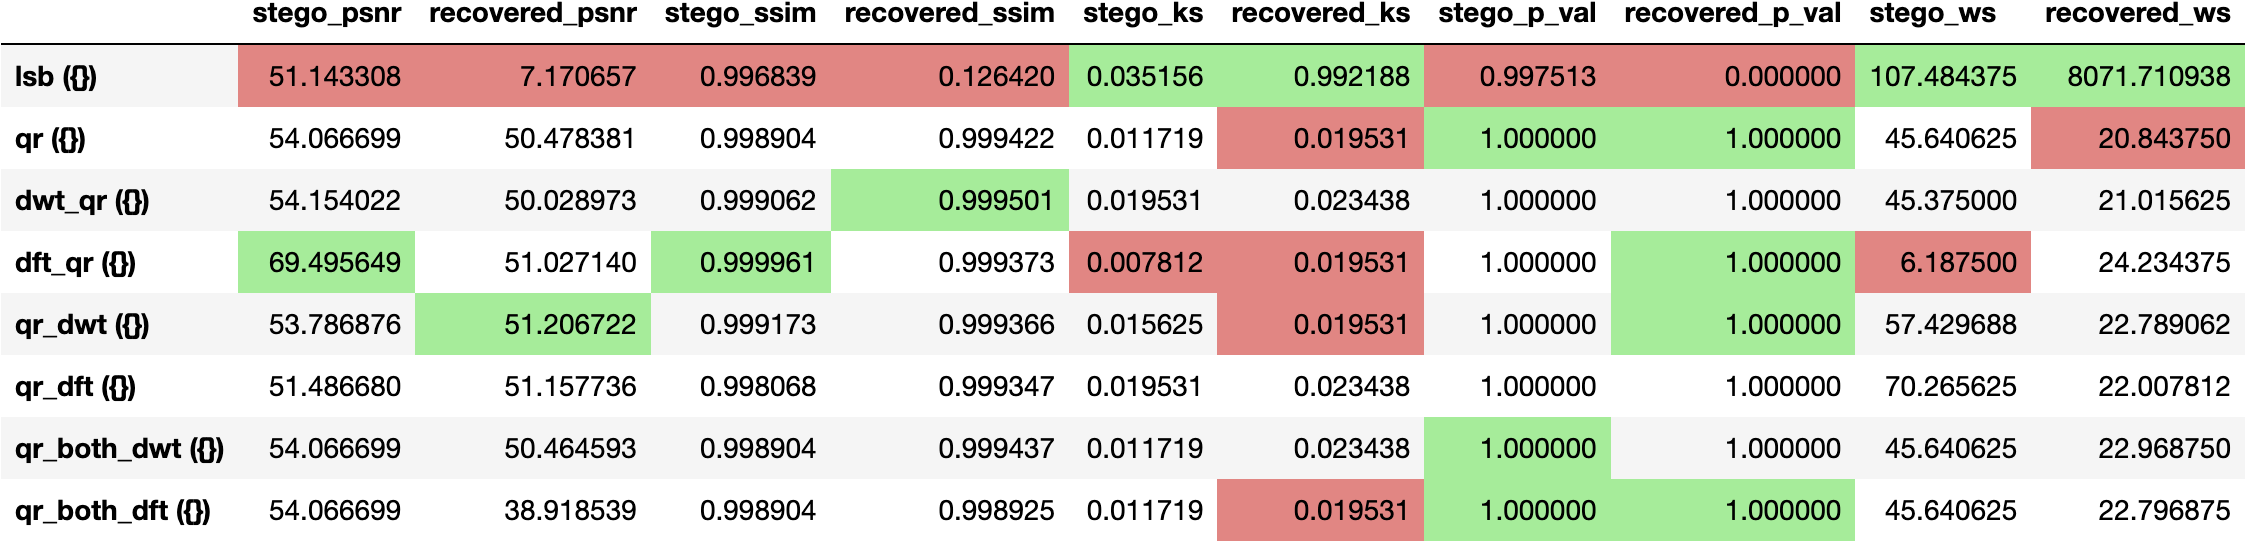 stego_psnr recovered_psnr stego_ssim recovered_ssim stego_ks recovered_ks stego_p_val recovered_p_val stego_ws recovered_ws
lsb ({}) 51.143308 7.170657 0.996839 0.126420 0.035156 0.992188 0.997513 0.000000 107.484375 8071.710938
qr ({}) 54.066699 50.478381 0.998904 0.999422 0.011719 0.019531 1.000000 1.000000 45.640625 20.843750
dwt_qr ({}) 54.154022 50.028973 0.999062 0.999501 0.019531 0.023438 1.000000 1.000000 45.375000 21.015625
dft_qr ({}) 69.495649 51.027140 0.999961 0.999373 0.007812 0.019531 1.000000 1.000000 6.187500 24.234375
qr_dwt ({}) 53.786876 51.206722 0.999173 0.999366 0.015625 0.019531 1.000000 1.000000 57.429688 22.789062
qr_dft ({}) 51.486680 51.157736 0.998068 0.999347 0.019531 0.023438 1.000000 1.000000 70.265625 22.007812
qr_both_dwt ({}) 54.066699 50.464593 0.998904 0.999437 0.011719 0.023438 1.000000 1.000000 45.640625 22.968750
qr_both_dft ({}) 54.066699 38.918539 0.998904 0.998925 0.011719 0.019531 1.000000 1.000000 45.640625 22.796875